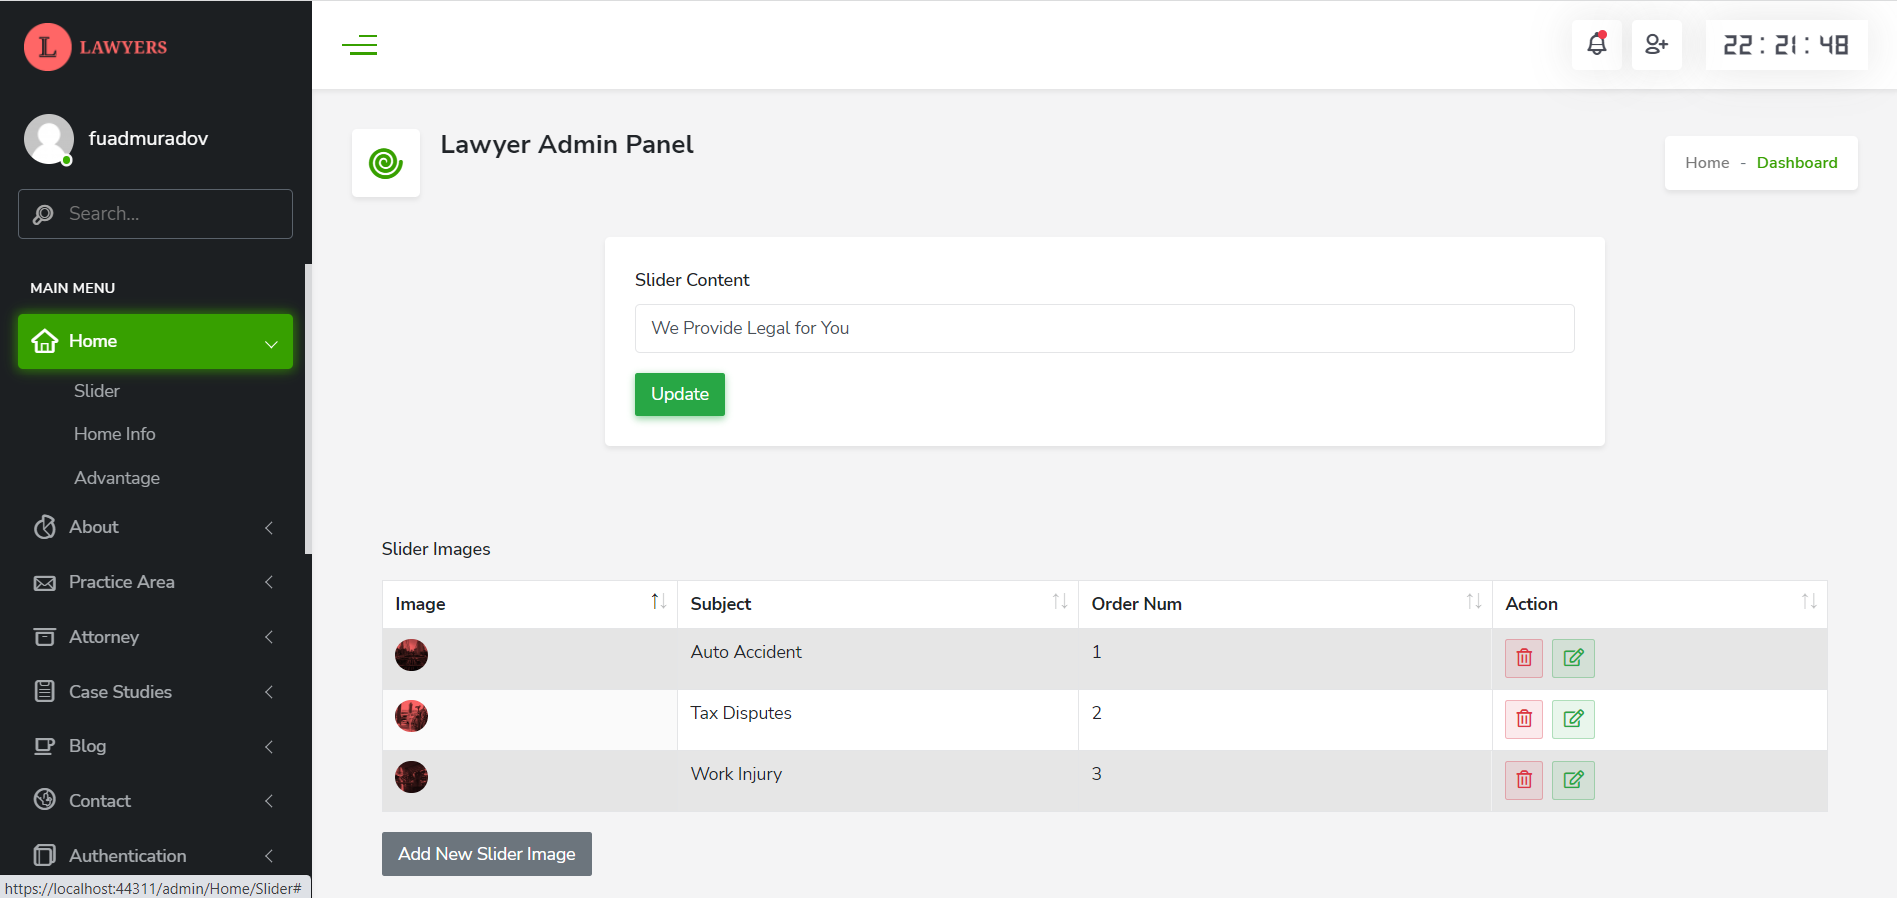 L LAWYERS
22 : 21 : 48
fuadmuradov
Search...
MAIN MENU
Home
Slider
Home Info
Advantage
About
Practice Area
Attorney
Case Studies
Blog
Contact
Authentication
https://localhost:44311/admin/Home/Slider#
Lawyer Admin Panel
Home - Dashboard
Slider Content
We Provide Legal for You
Update
Slider Images
Image Subject Order Num Action
Auto Accident 1
Tax Disputes 2
Work Injury 3
Add New Slider Image